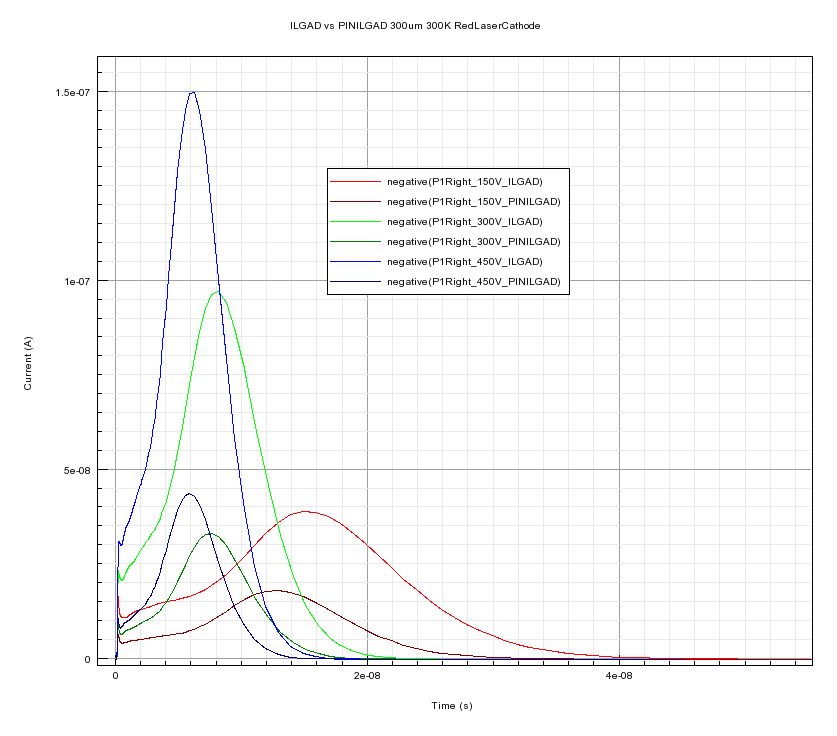 ILGAD vs PINILGAD 300um 300K RedLaserCathode
1.5e-07
negative(P1Right_150V_ILGAD)
negative(P1Right_150V_PINILGAD)
negative(P1Right_300V_ILGAD)
negative(P1Right_300V_PINILGAD)
negative(P1Right_450V_ILGAD)
negative(P1Right_450V_PINILGAD)
1e-07
Current (A)
5e-08
0
0
2e-08
4e-08
Time (s)